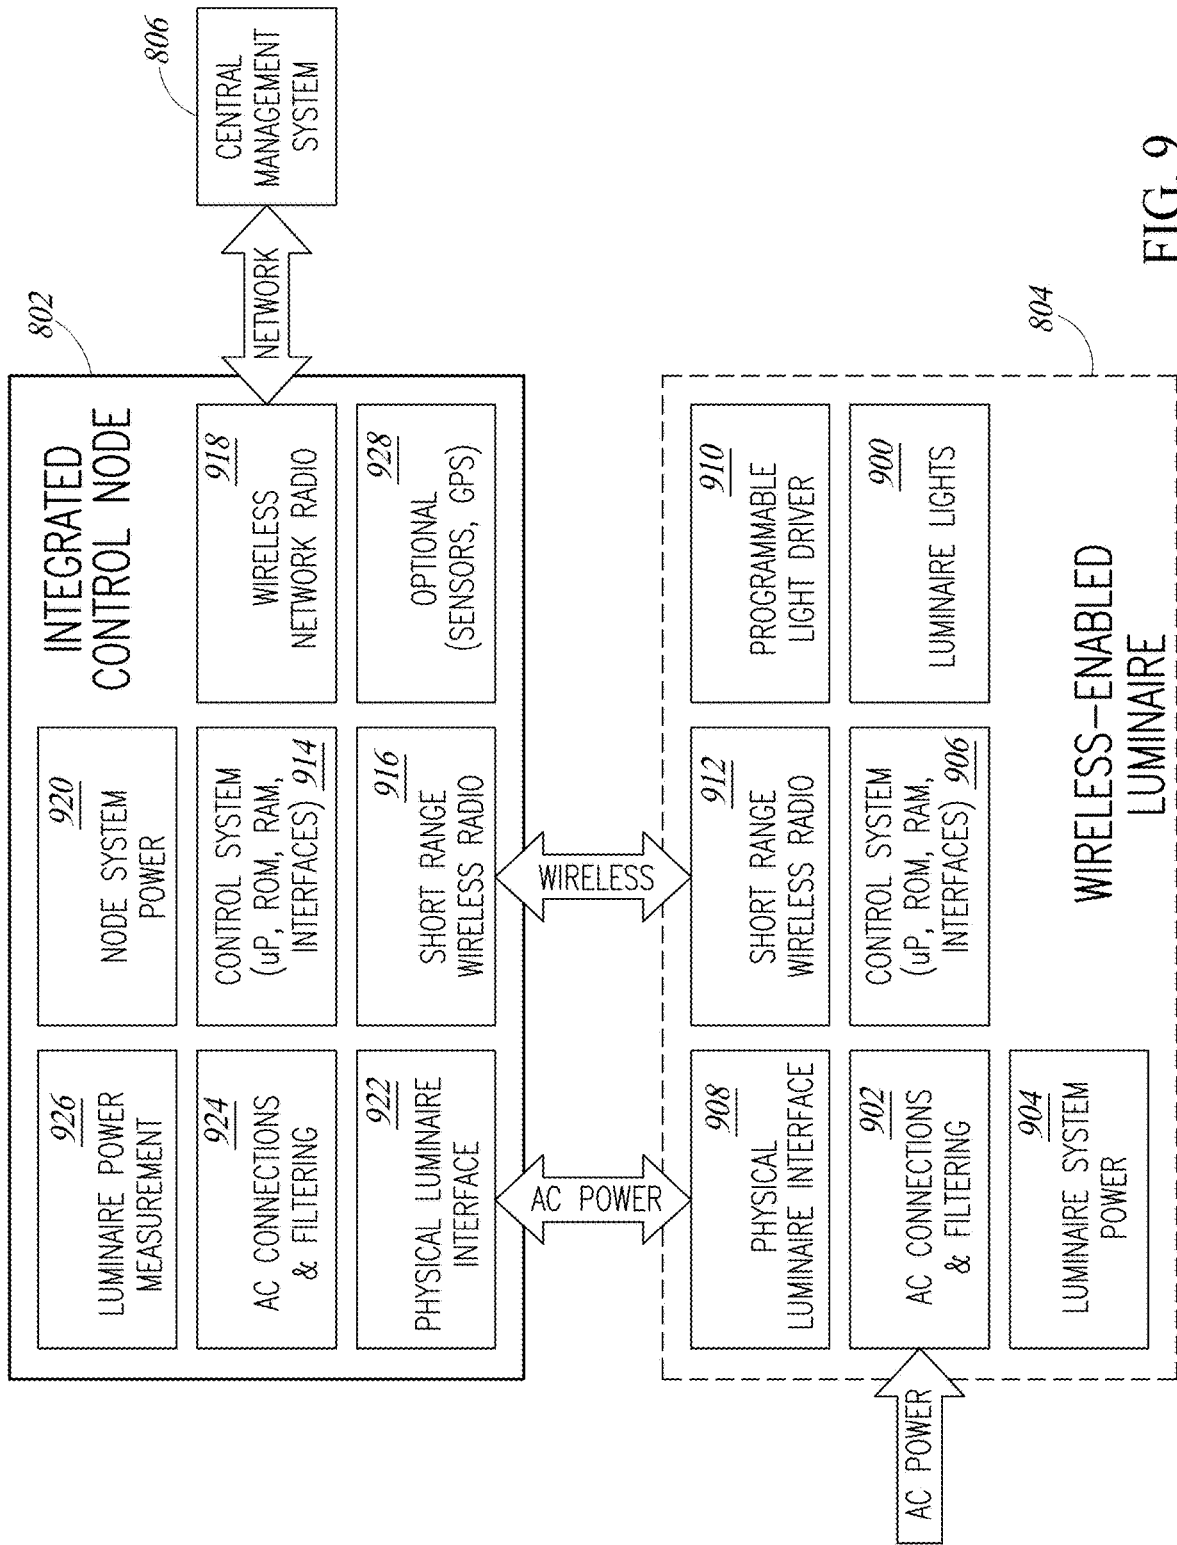 802
INTEGRATED
CONTROL NODE
926
LUMINAIRE POWER
MEASUREMENT
920
NODE SYSTEM
POWER
924
AC CONNECTIONS
& FILTERING
CONTROL SYSTEM
(uP, ROM, RAM,
INTERFACES) 914
918
WIRELESS
NETWORK RADIO
922
PHYSICAL LUMINAIRE
INTERFACE
916
SHORT RANGE
WIRELESS RADIO
928
OPTIONAL
(SENSORS, GPS)
NETWORK
806
CENTRAL
MANAGEMENT
SYSTEM
AC POWER
WIRELESS
804
908
PHYSICAL
LUMINAIRE INTERFACE
912
SHORT RANGE
WIRELESS RADIO
910
PROGRAMMABLE
LIGHT DRIVER
AC POWER
902
AC CONNECTIONS
& FILTERING
CONTROL SYSTEM
(uP, ROM, RAM,
INTERFACES) 906
900
LUMINAIRE LIGHTS
904
LUMINAIRE SYSTEM
POWER
WIRELESS–ENABLED
LUMINAIRE
FIG. 9